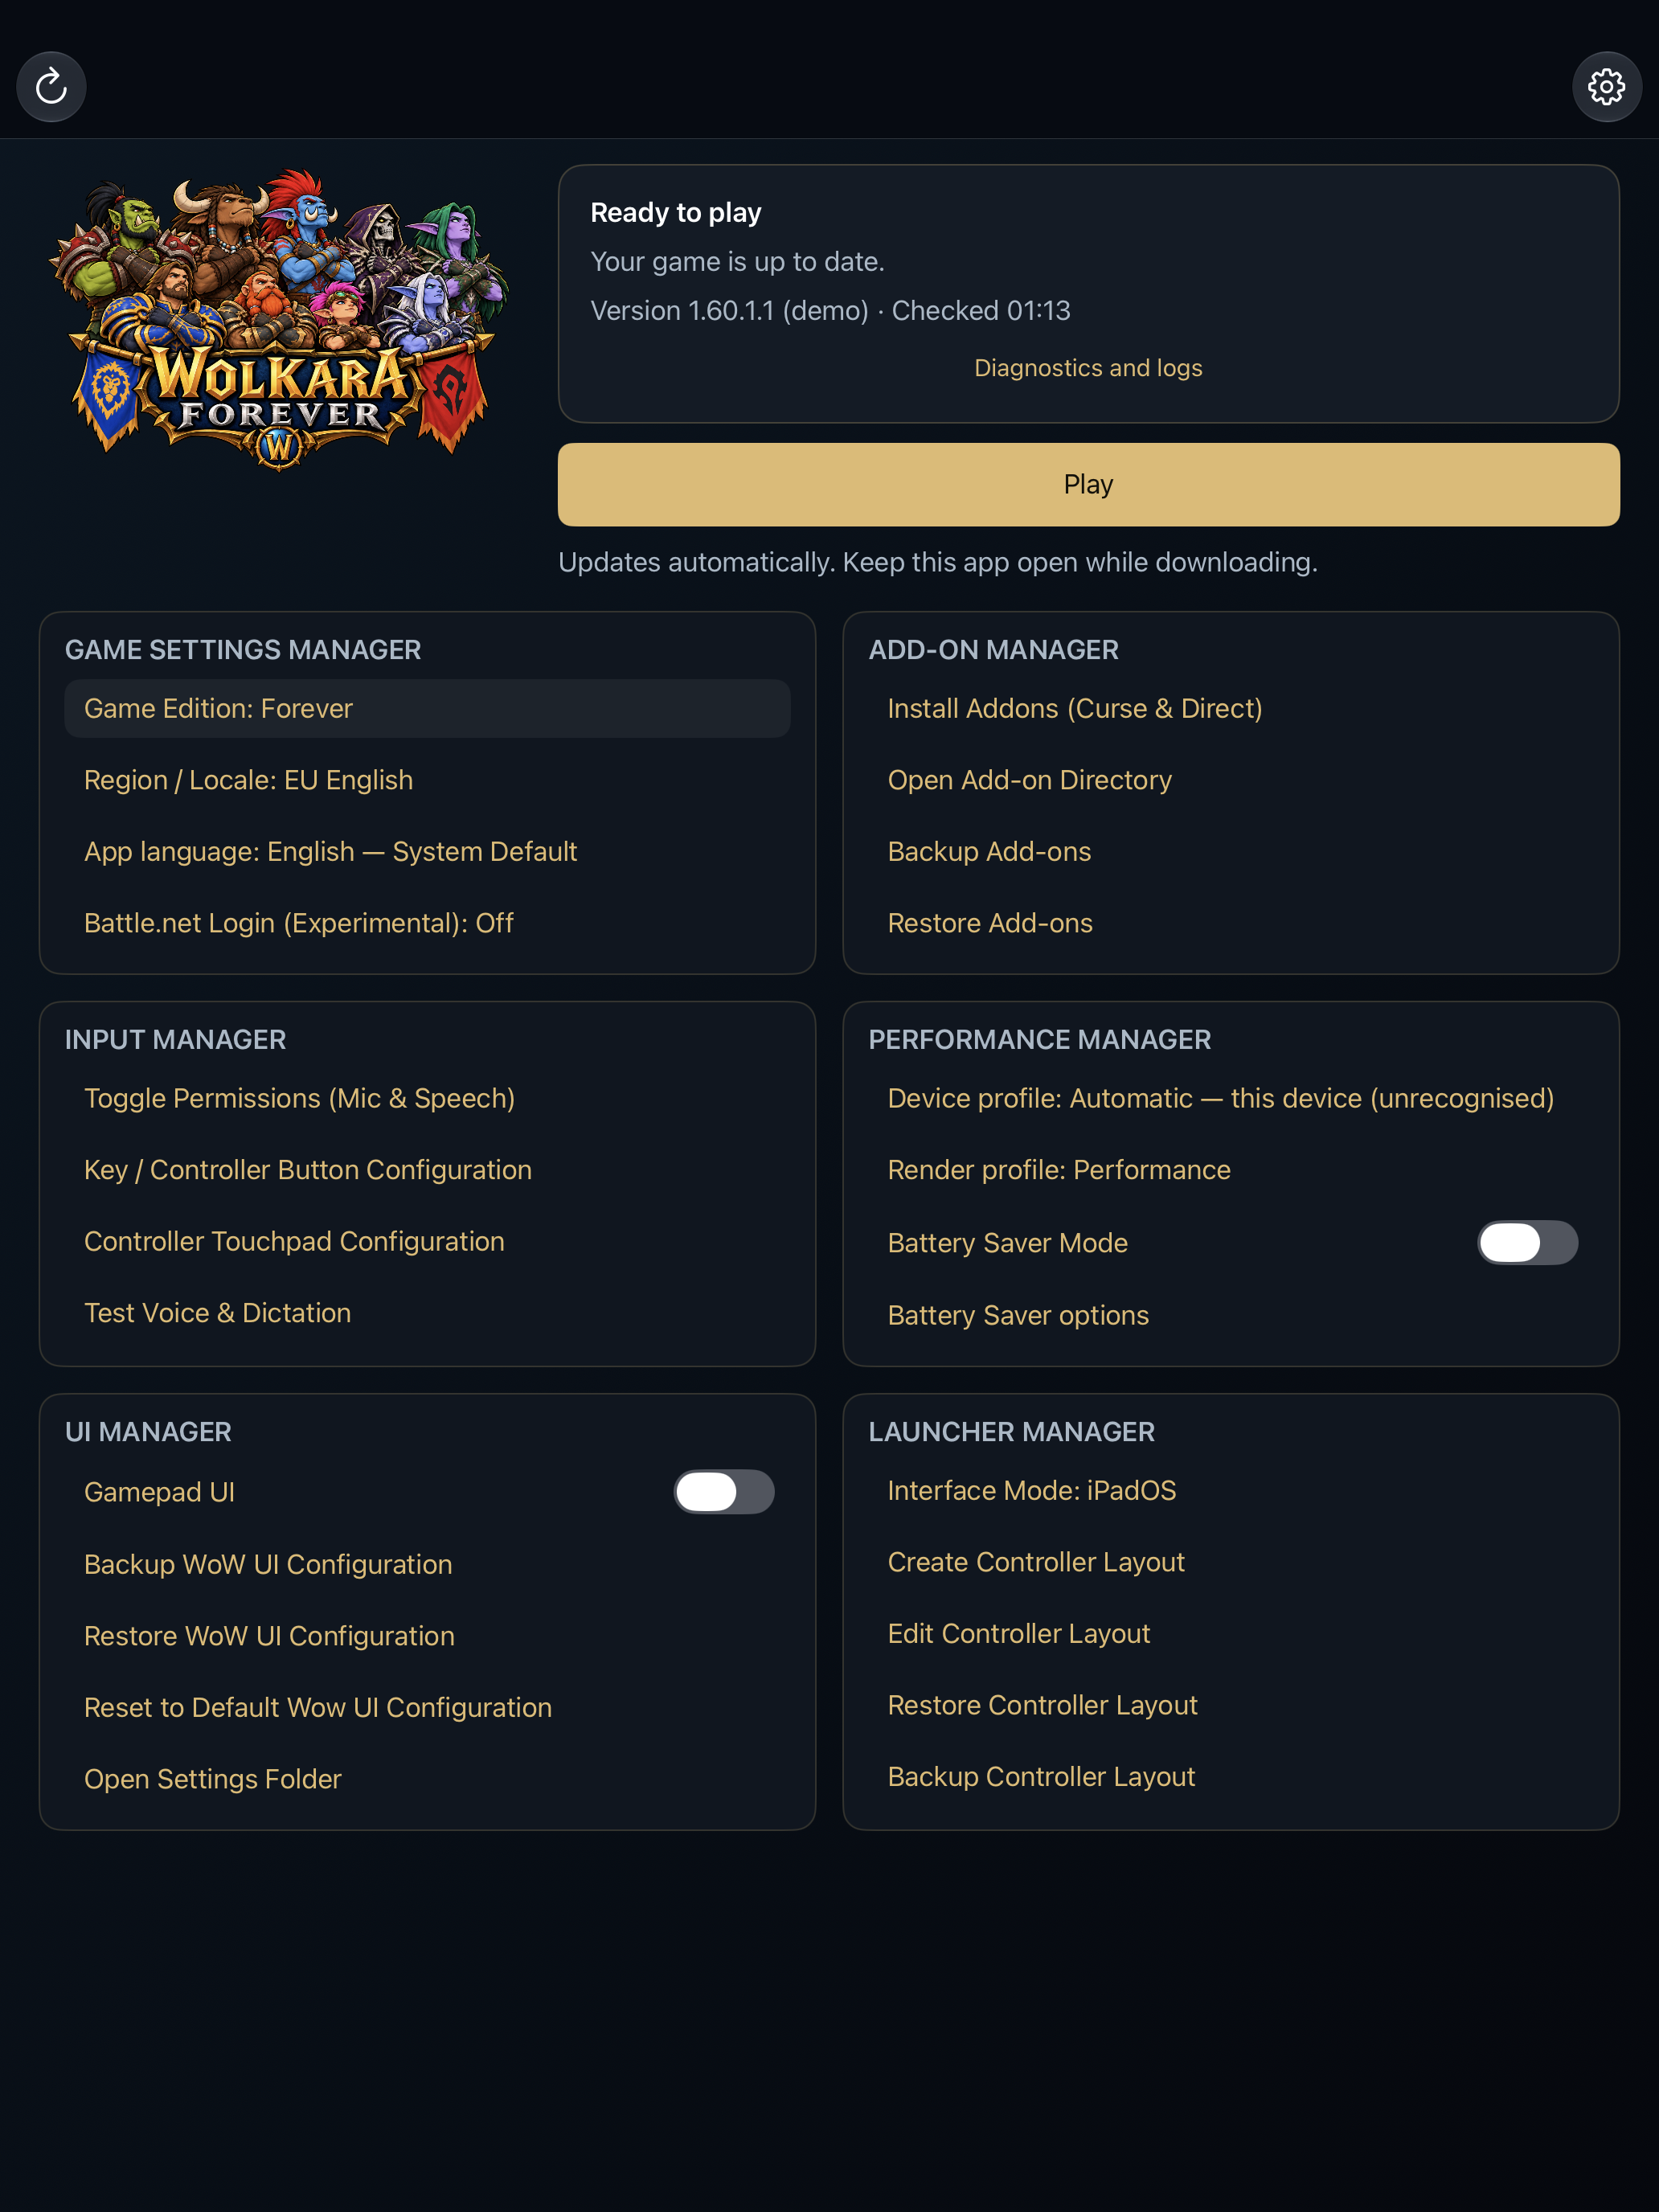 WOLKARA
FOREVER
W
Ready to play
Your game is up to date.
Version 1.60.1.1 (demo) · Checked 01:13
Diagnostics and logs
Play
Updates automatically. Keep this app open while downloading.
GAME SETTINGS MANAGER
Game Edition: Forever
Region / Locale: EU English
App language: English — System Default
Battle.net Login (Experimental): Off
ADD-ON MANAGER
Install Addons (Curse & Direct)
Open Add-on Directory
Backup Add-ons
Restore Add-ons
INPUT MANAGER
Toggle Permissions (Mic & Speech)
Key / Controller Button Configuration
Controller Touchpad Configuration
Test Voice & Dictation
PERFORMANCE MANAGER
Device profile: Automatic — this device (unrecognised)
Render profile: Performance
Battery Saver Mode
Battery Saver options
UI MANAGER
Gamepad UI
Backup WoW UI Configuration
Restore WoW UI Configuration
Reset to Default Wow UI Configuration
Open Settings Folder
LAUNCHER MANAGER
Interface Mode: iPadOS
Create Controller Layout
Edit Controller Layout
Restore Controller Layout
Backup Controller Layout